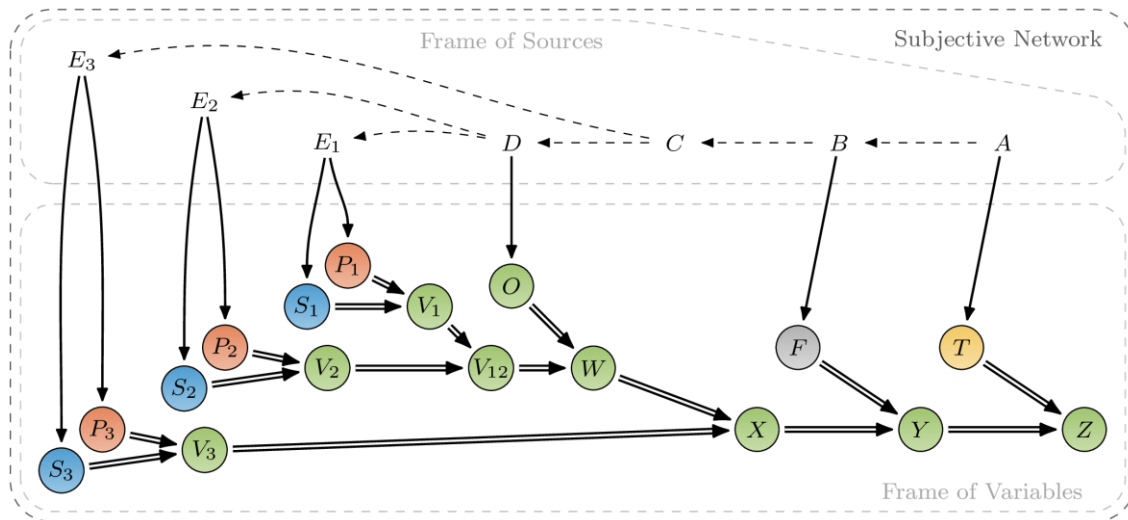 Frame of Sources
Subjective Network
E3
E2
E1
D
C
B
A
P1
S1
V1
O
P2
S2
V2
V12
W
F
T
P3
S3
V3
X
Y
Z
Frame of Variables